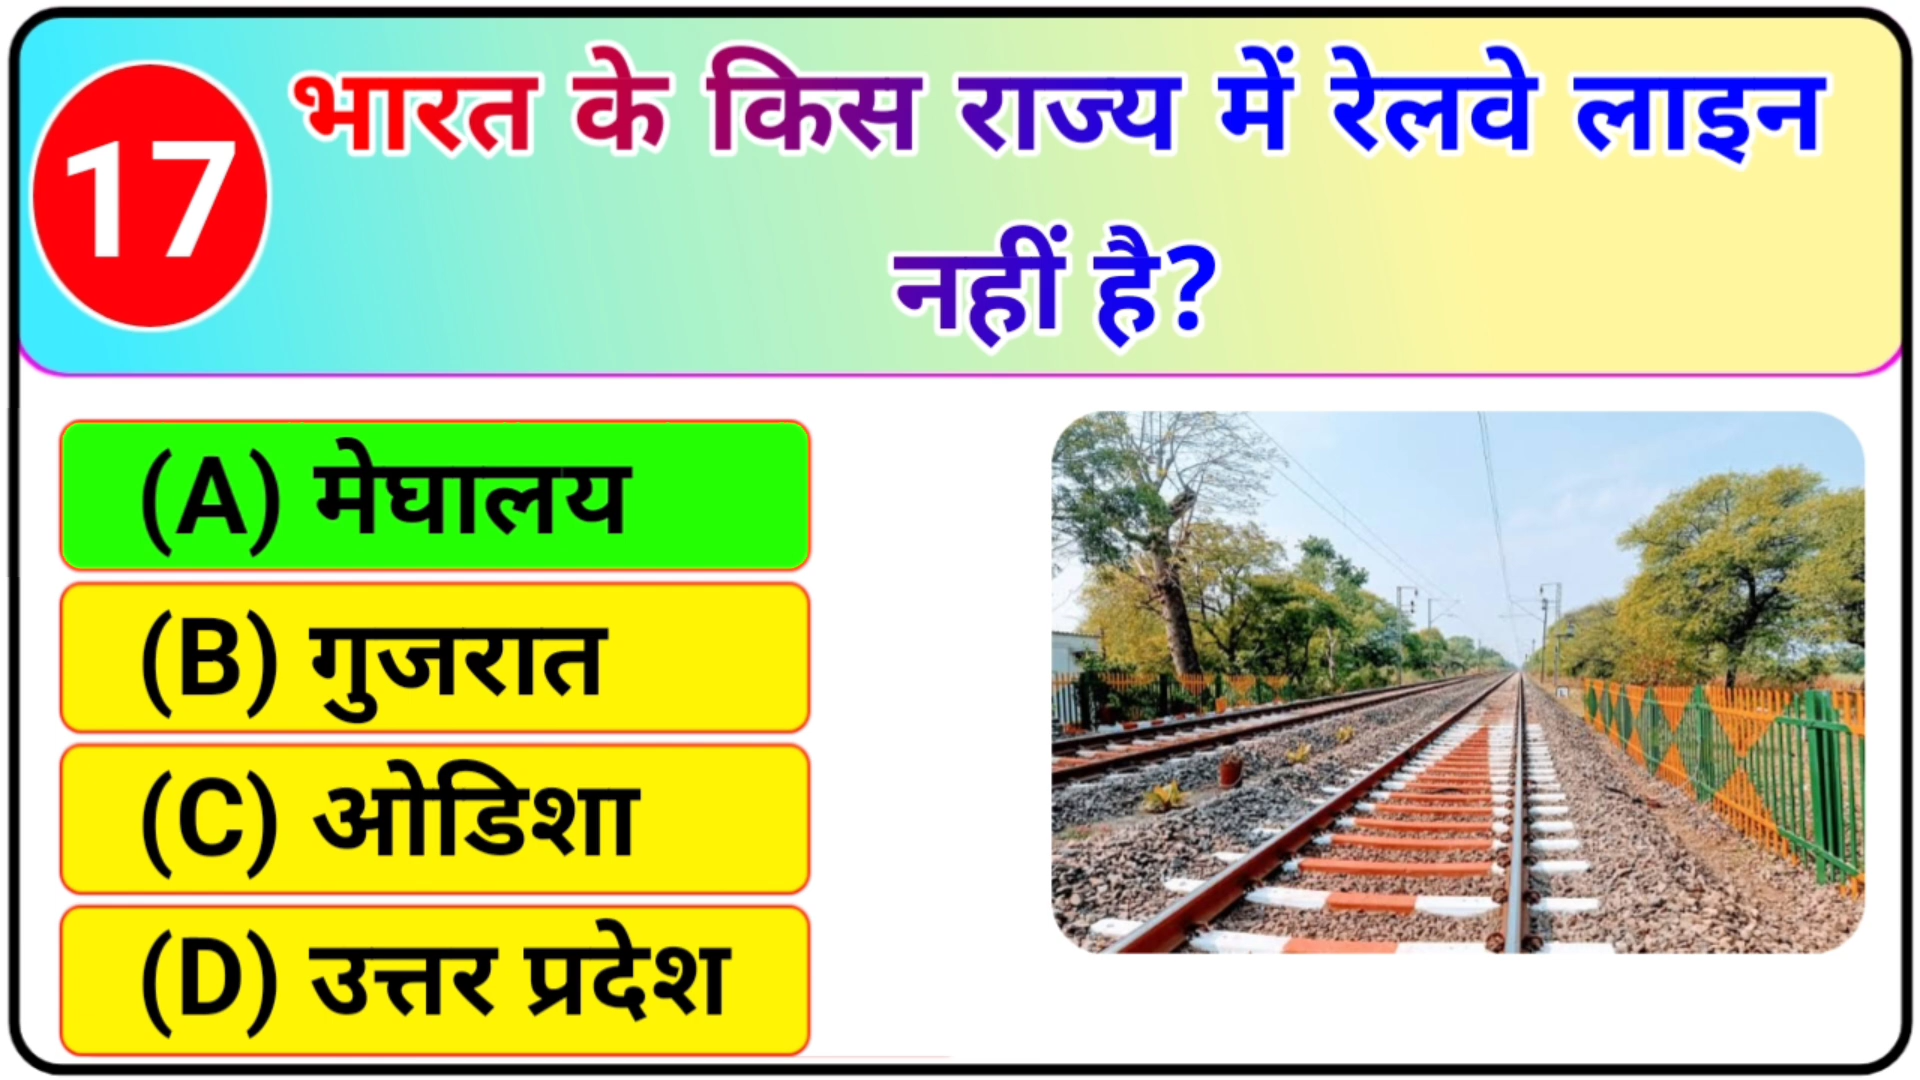 17
भारत के किस राज्य में रेलवे लाइन
नहीं है?
(A) मेघालय
(B) गुजरात
(C) ओडिशा
(D) उत्तर प्रदेश